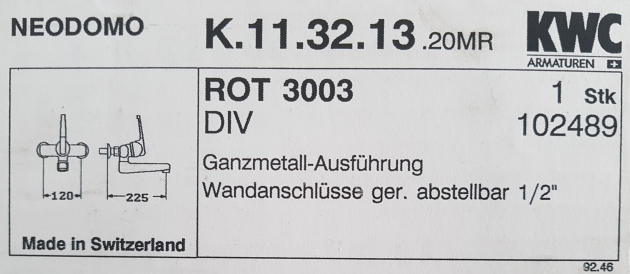 NEODOMO K.11.32.13 .20MR KWC
ARMATUREN
ROT 3003 1 Stk
DIV 102489
Ganzmetall-Ausführung
Wandanschlüsse ger. abstellbar 1/2"
120 225
Made in Switzerland
92.46